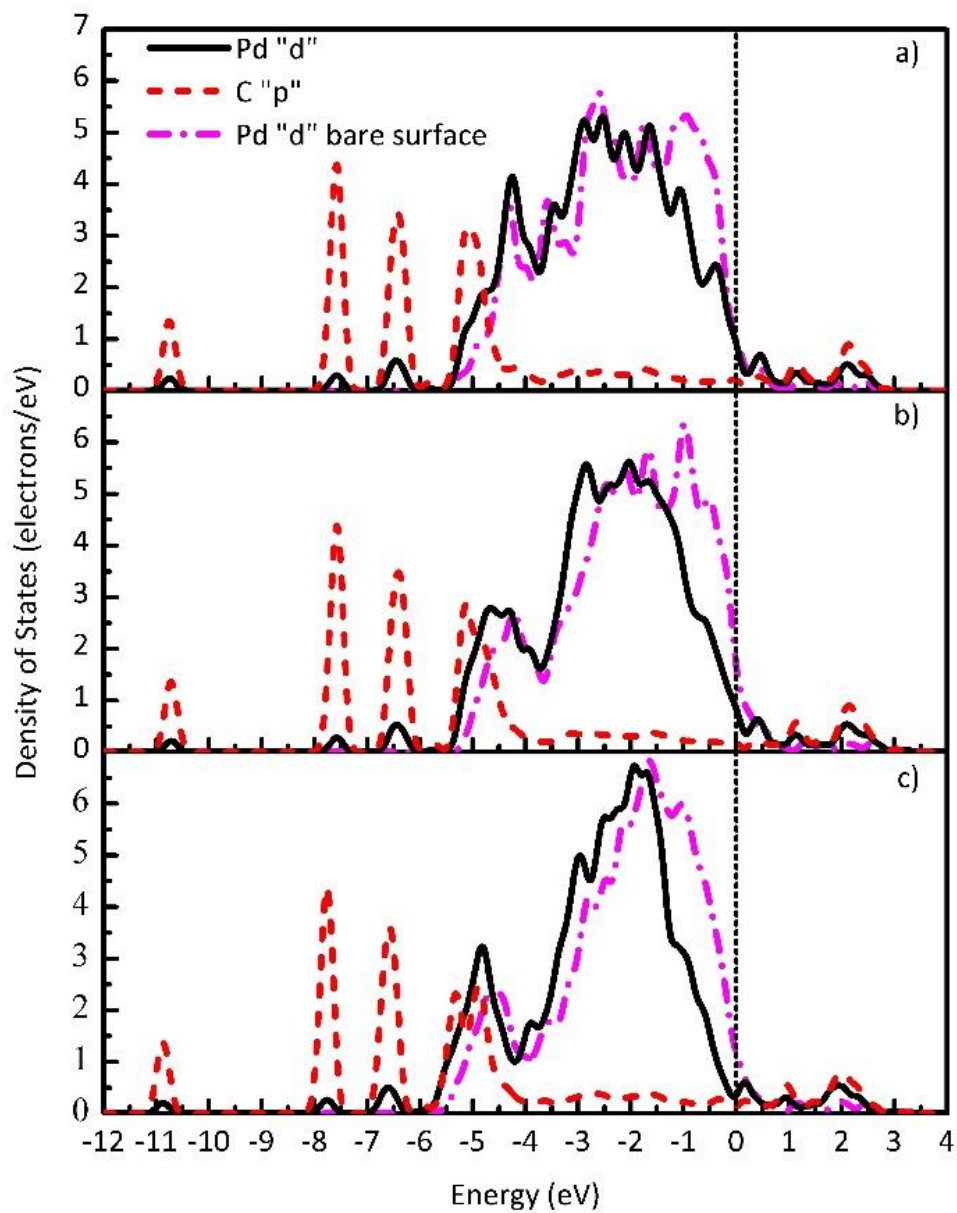 7
Pd "d"
a)
6
C "p"
5
Pd "d" bare surface
4
3
2
1
0
b)
6
5
4
3
2
1
0
c)
6
5
4
3
2
1
0
-12 -11 -10 -9 -8 -7 -6 -5 -4 -3 -2 -1 0 1 2 3 4
Energy (eV)
Density of States (electrons/eV)